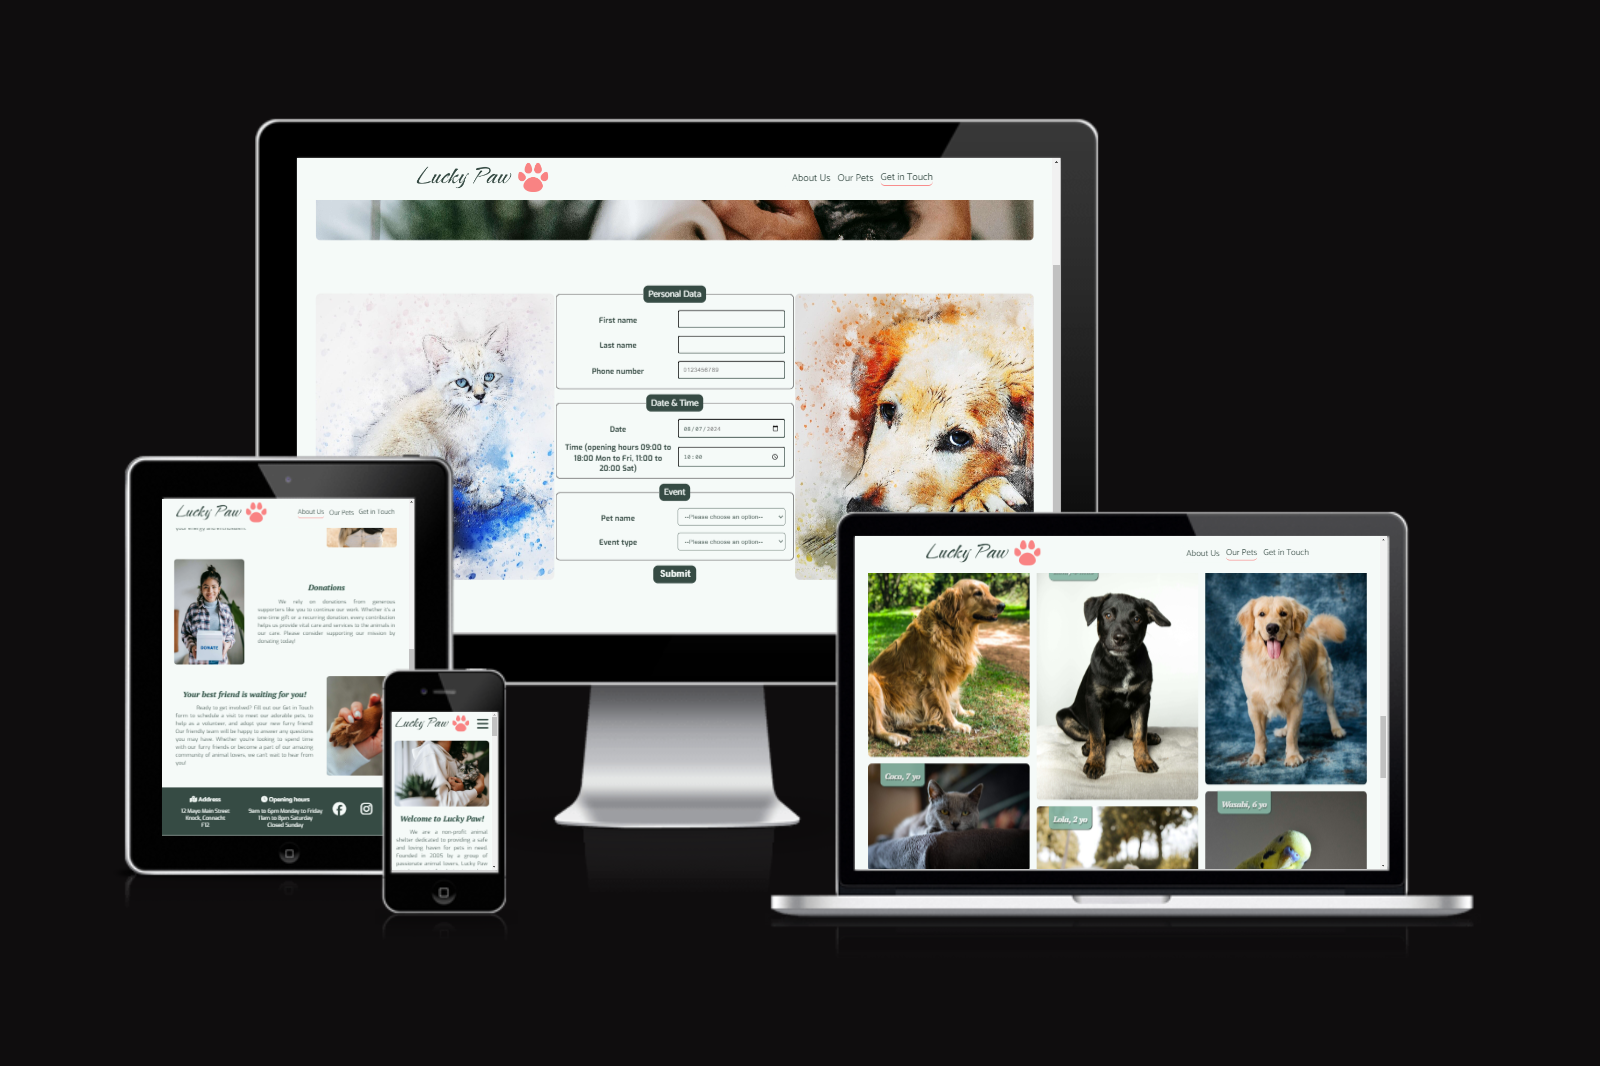 Lucky Paw
About Us Our Pets Get in Touch
Personal Data
First name
Last name
Phone number
0123456789
Date & Time
Date
08/07/2024
Time (opening hours 09:00 to
18:00 Mon to Fri, 11:00 to
20:00 Sat)
10:00
Event
Pet name
--Please choose an option--
Event type
--Please choose an option--
Submit
Lucky Paw
About Us Our Pets Get in Touch
DONATE
Donations
We rely on donations from generous
supporters like you to continue our work. Whether it's a
one-time gift or a recurring donation, every contribution
helps us provide vital care and services to the animals in
our care. Please consider supporting our mission by
donating today!
Your best friend is waiting for you!
Ready to get involved? Fill out our Get in Touch
form to schedule a visit to meet our adorable pets, to
help as a volunteer, and adopt your new furry friend!
Our friendly team will be happy to answer any questions
you may have. Whether you're looking to spend time
with our furry friends or become a part of our amazing
community of animal lovers, we can't wait to hear from
you!
Address
12 Mayo Main Street
Knock, Connacht
F12
Opening hours
9am to 6pm Monday to Friday
11am to 8pm Saturday
Closed Sunday
Lucky Paw
Welcome to Lucky Paw!
We are a non-profit animal
shelter dedicated to providing a safe
and loving haven for pets in need.
Founded in 2005 by a group of
passionate animal lovers, Lucky Paw
Lucky Paw
About Us Our Pets Get in Touch
Coco, 7 yo
Lola, 2 yo
Wasabi, 6 yo